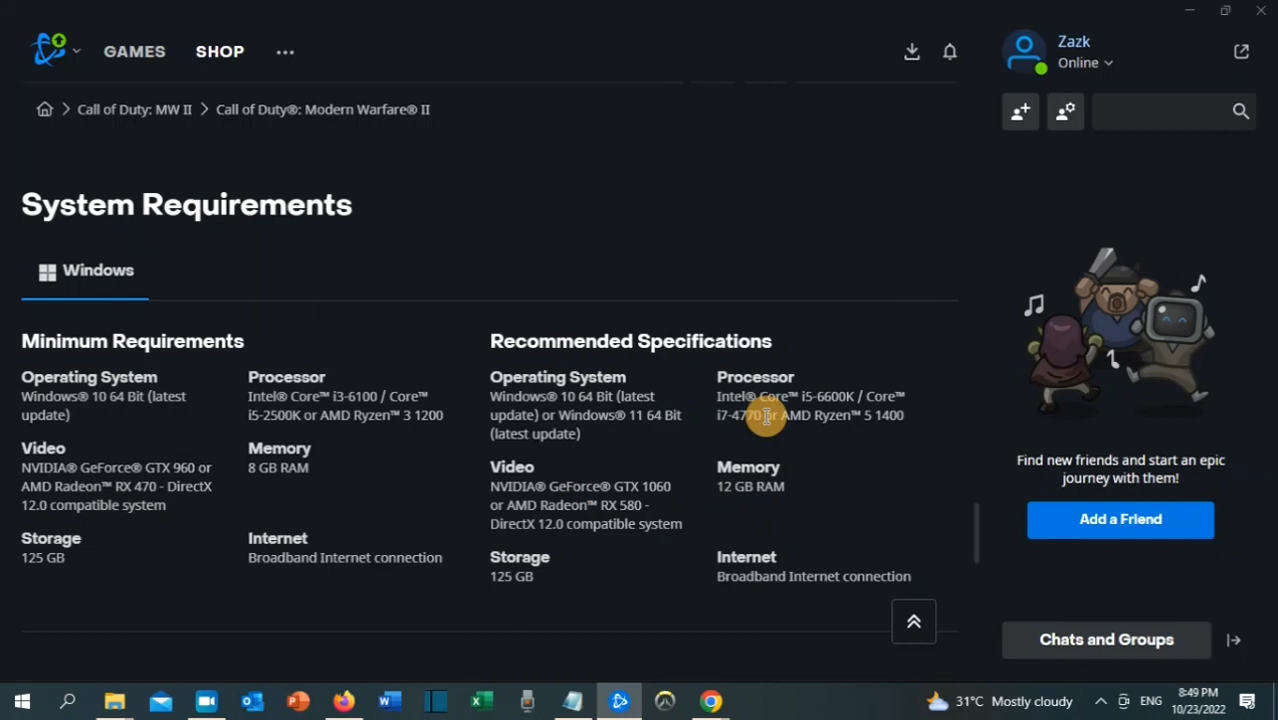 GAMES
SHOP
Zazk
Online
Call of Duty: MW II
Call of Duty®: Modern Warfare® II
System Requirements
Windows
Minimum Requirements
Operating System
Windows® 10 64 Bit (latest
update)
Processor
Intel® Core™ i3-6100 / Core™
i5-2500K or AMD Ryzen™ 3 1200
Video
NVIDIA® GeForce® GTX 960 or
AMD Radeon™ RX 470 - DirectX
12.0 compatible system
Memory
8 GB RAM
Storage
125 GB
Internet
Broadband Internet connection
Recommended Specifications
Operating System
Windows® 10 64 Bit (latest
update) or Windows® 11 64 Bit
(latest update)
Processor
Intel® Core™ i5-6600K / Core™
i7-4770 or AMD Ryzen™ 5 1400
Video
NVIDIA® GeForce® GTX 1060
or AMD Radeon™ RX 580 -
DirectX 12.0 compatible system
Memory
12 GB RAM
Storage
125 GB
Internet
Broadband Internet connection
Find new friends and start an epic
journey with them!
Add a Friend
Chats and Groups
31°C Mostly cloudy
ENG
8:49 PM
10/23/2022